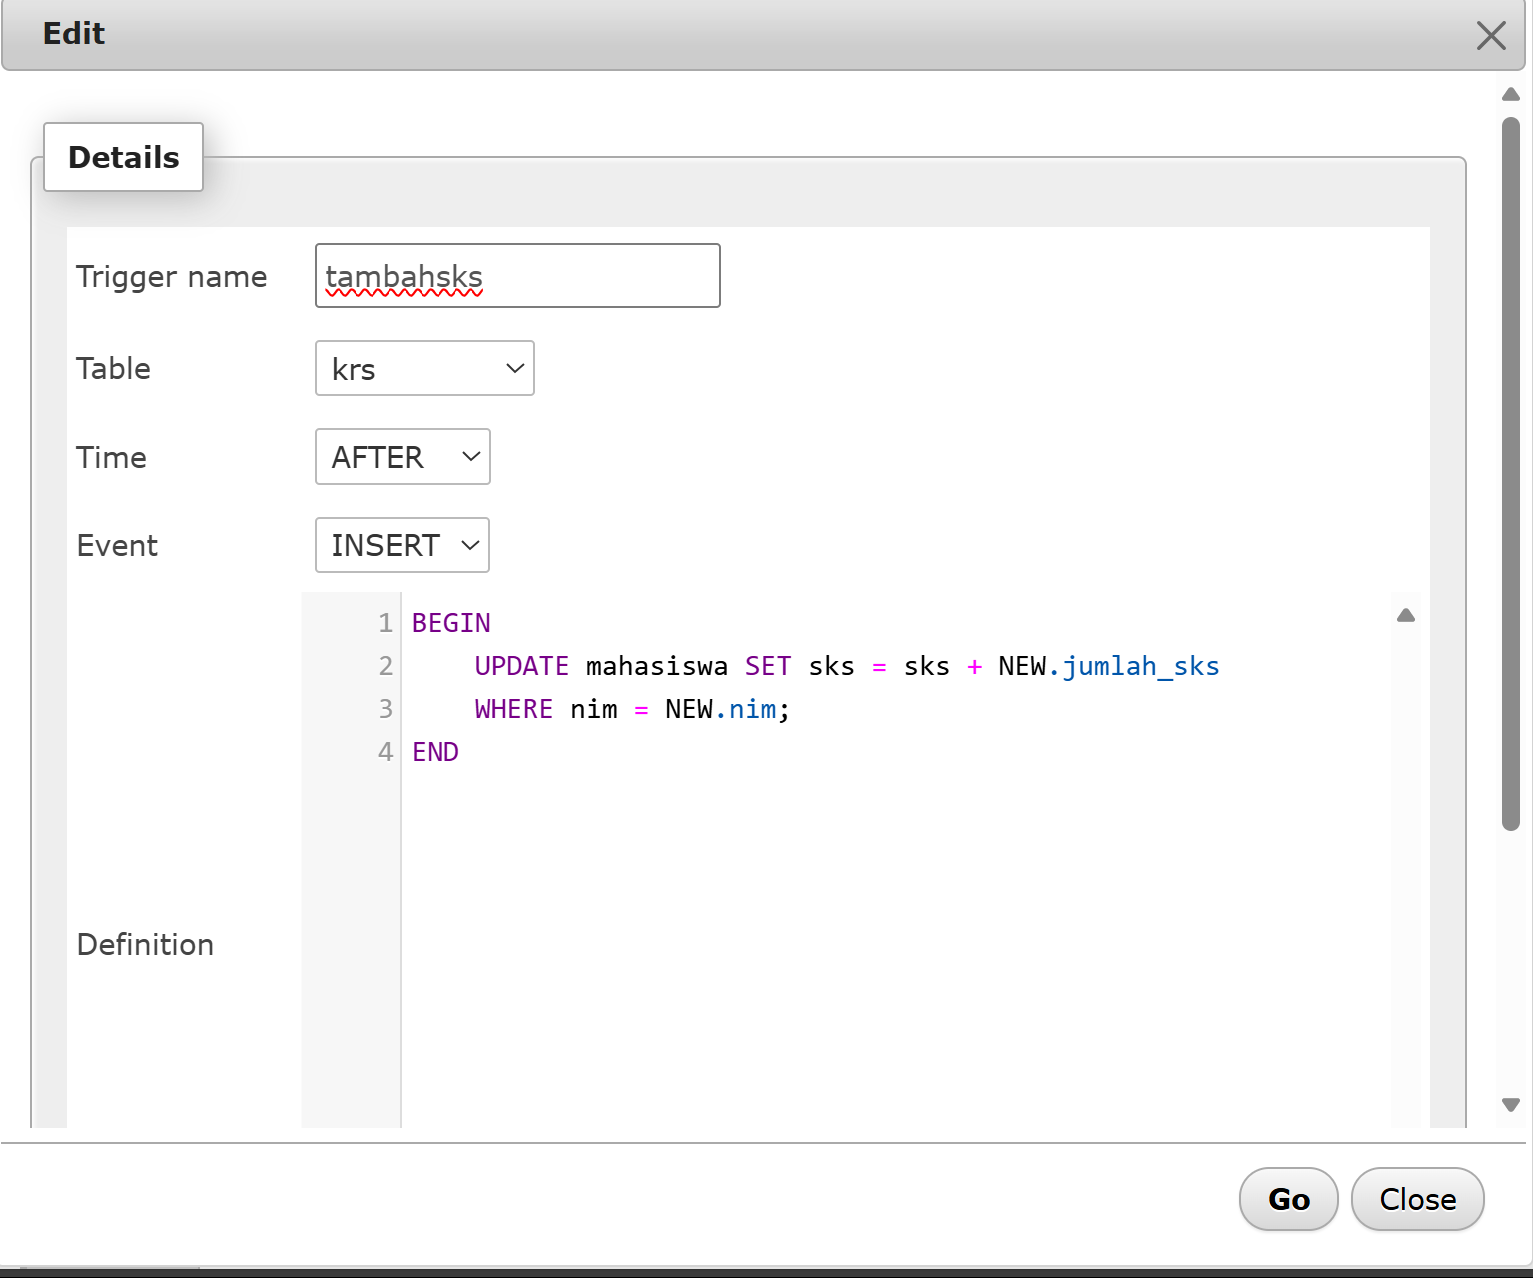 Edit
Details
Trigger name
tambahsks
Table
krs
Time
AFTER
Event
INSERT
Definition
1 BEGIN
2 UPDATE mahasiswa SET sks = sks + NEW.jumlah_sks
3 WHERE nim = NEW.nim;
4 END
Go
Close